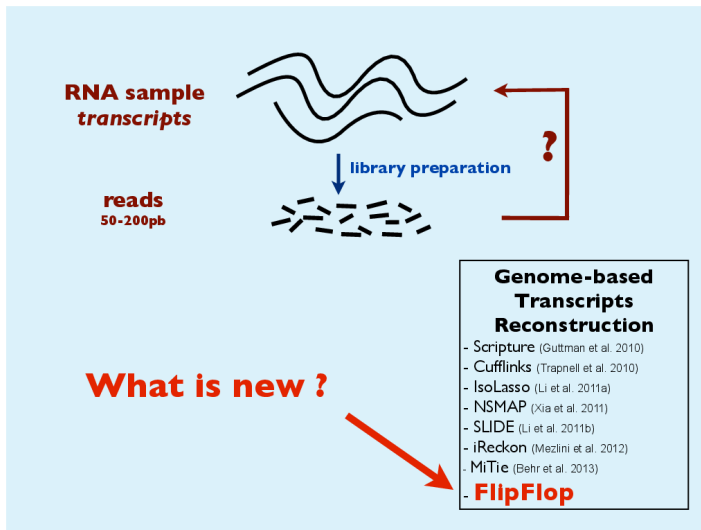 RNA sample
transcripts
library preparation
?
reads
50-200pb
Genome-based
Transcripts
Reconstruction
- Scripture (Guttman et al. 2010)
- Cufflinks (Trapnell et al. 2010)
- IsoLasso (Li et al. 2011a)
- NSMAP (Xia et al. 2011)
- SLIDE (Li et al. 2011b)
- iReckon (Mezlini et al. 2012)
- MiTie (Behr et al. 2013)
- FlipFlop
What is new ?